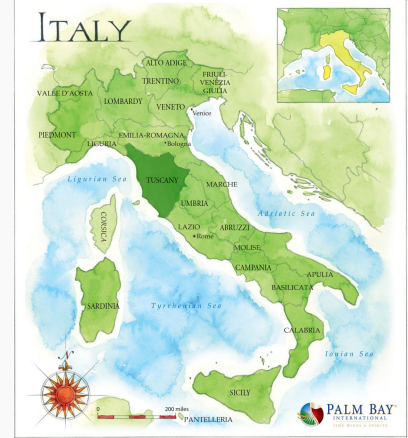 ITALY
ALTO ADIGE
TRENTINO
FRIULI-
VENEZIA
GIULIA
VALLE D'AOSTA
LOMBARDY
VENETO
Venice
PIEDMONT
EMILIA-ROMAGNA
Bologna
LIGURIA
Ligurian Sea
TUSCANY
MARCHE
UMBRIA
Adriatic Sea
CORSICA
LAZIO
ABRUZZI
Rome
MOLISE
CAMPANIA
APULIA
BASILICATA
SARDINIA
Tyrrhenian Sea
CALABRIA
Ionian Sea
N
SICILY
0
200 miles
PANTELLERIA
PALM BAY
INTERNATIONAL
FINE WINES & SPIRITS